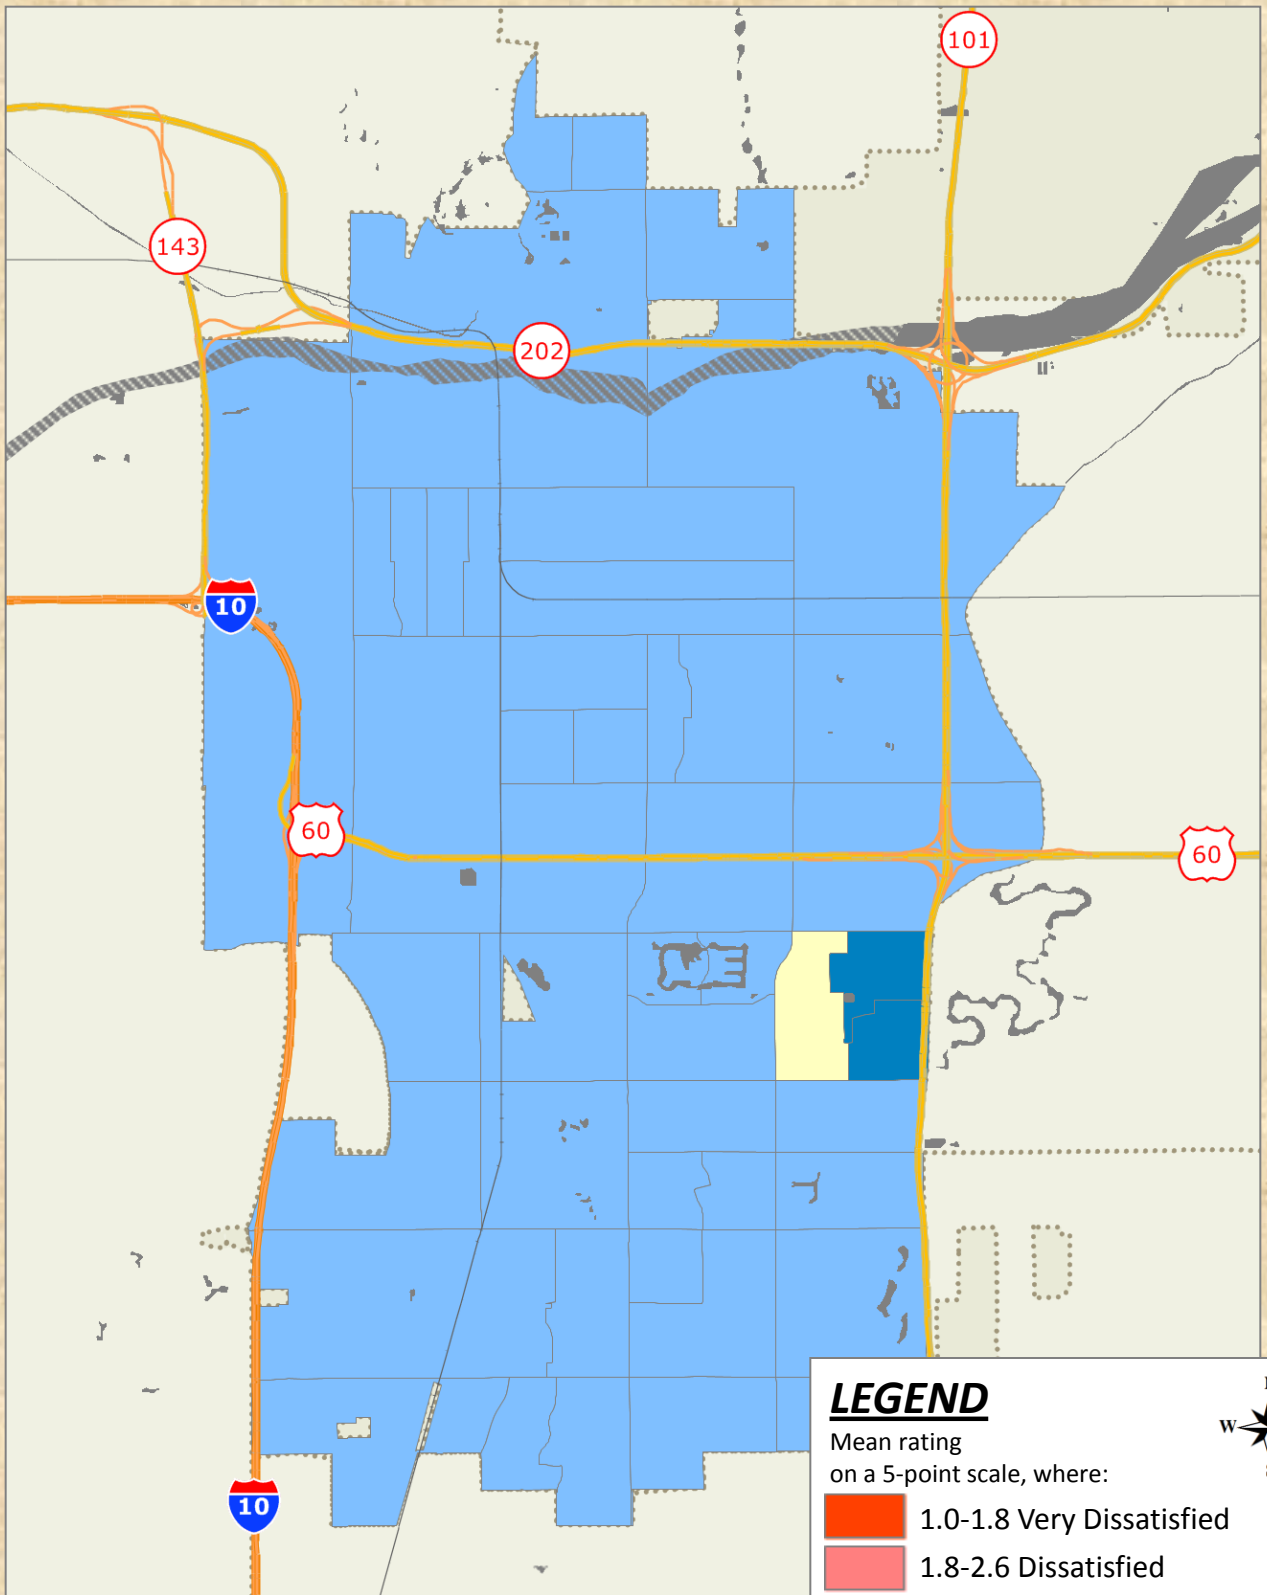 101
143
202
10
60
60
10
LEGEND
W
Mean rating
on a 5-point scale, where:
1.0-1.8 Very Dissatisfied
1.8-2.6 Dissatisfied